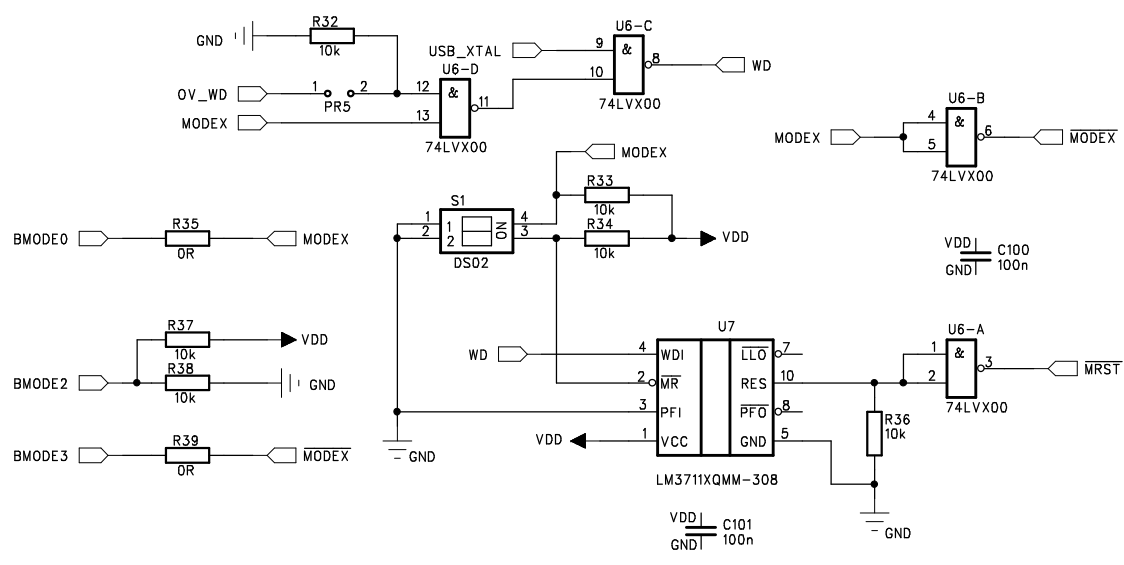 R32
GND
10k
USB_XTAL
U6-C
9
&
8
WD
10
74LVX00
OV_WD
1
2
PR5
U6-D
12
&
11
MODEX
13
74LVX00
U6-B
MODEX
4
&
6
MODEX
5
74LVX00
MODEX
R33
10k
S1
1
1
4
2
2
3
ON
DS02
R34
10k
VDD
BMODE0
R35
0R
MODEX
VDD
C100
GND
100n
R37
10k
VDD
BMODE2
R38
10k
GND
BMODE3
R39
0R
MODEX
GND
U7
WD
4
WDI
LLO
7
2
MR
RES
10
3
PFI
PFO
8
VDD
1
VCC
GND
5
LM3711XQMM-308
U6-A
1
&
3
MRST
2
74LVX00
R36
10k
GND
VDD
C101
GND
100n